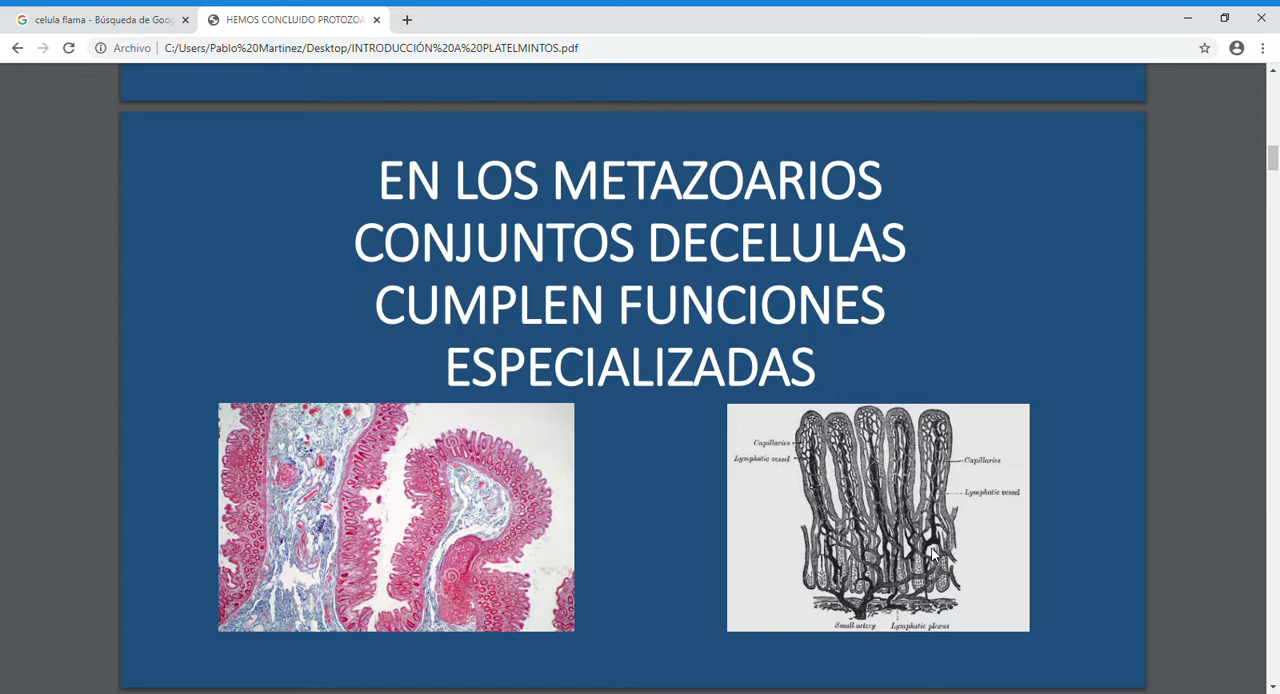 celula flama - Búsqueda de Goog
HEMOS CONCLUIDO PROTOZOA
Archivo
C:/Users/Pablo%20Martinez/Desktop/INTRODUCCIÓN%20A%20PLATELMINTOS.pdf
EN LOS METAZOARIOS
CONJUNTOS DECELULAS
CUMPLEN FUNCIONES
ESPECIALIZADAS
Capillaries
Lymphatic vessel
Capillaries
Lymphatic vessel
Small artery
Lymphatic plexus